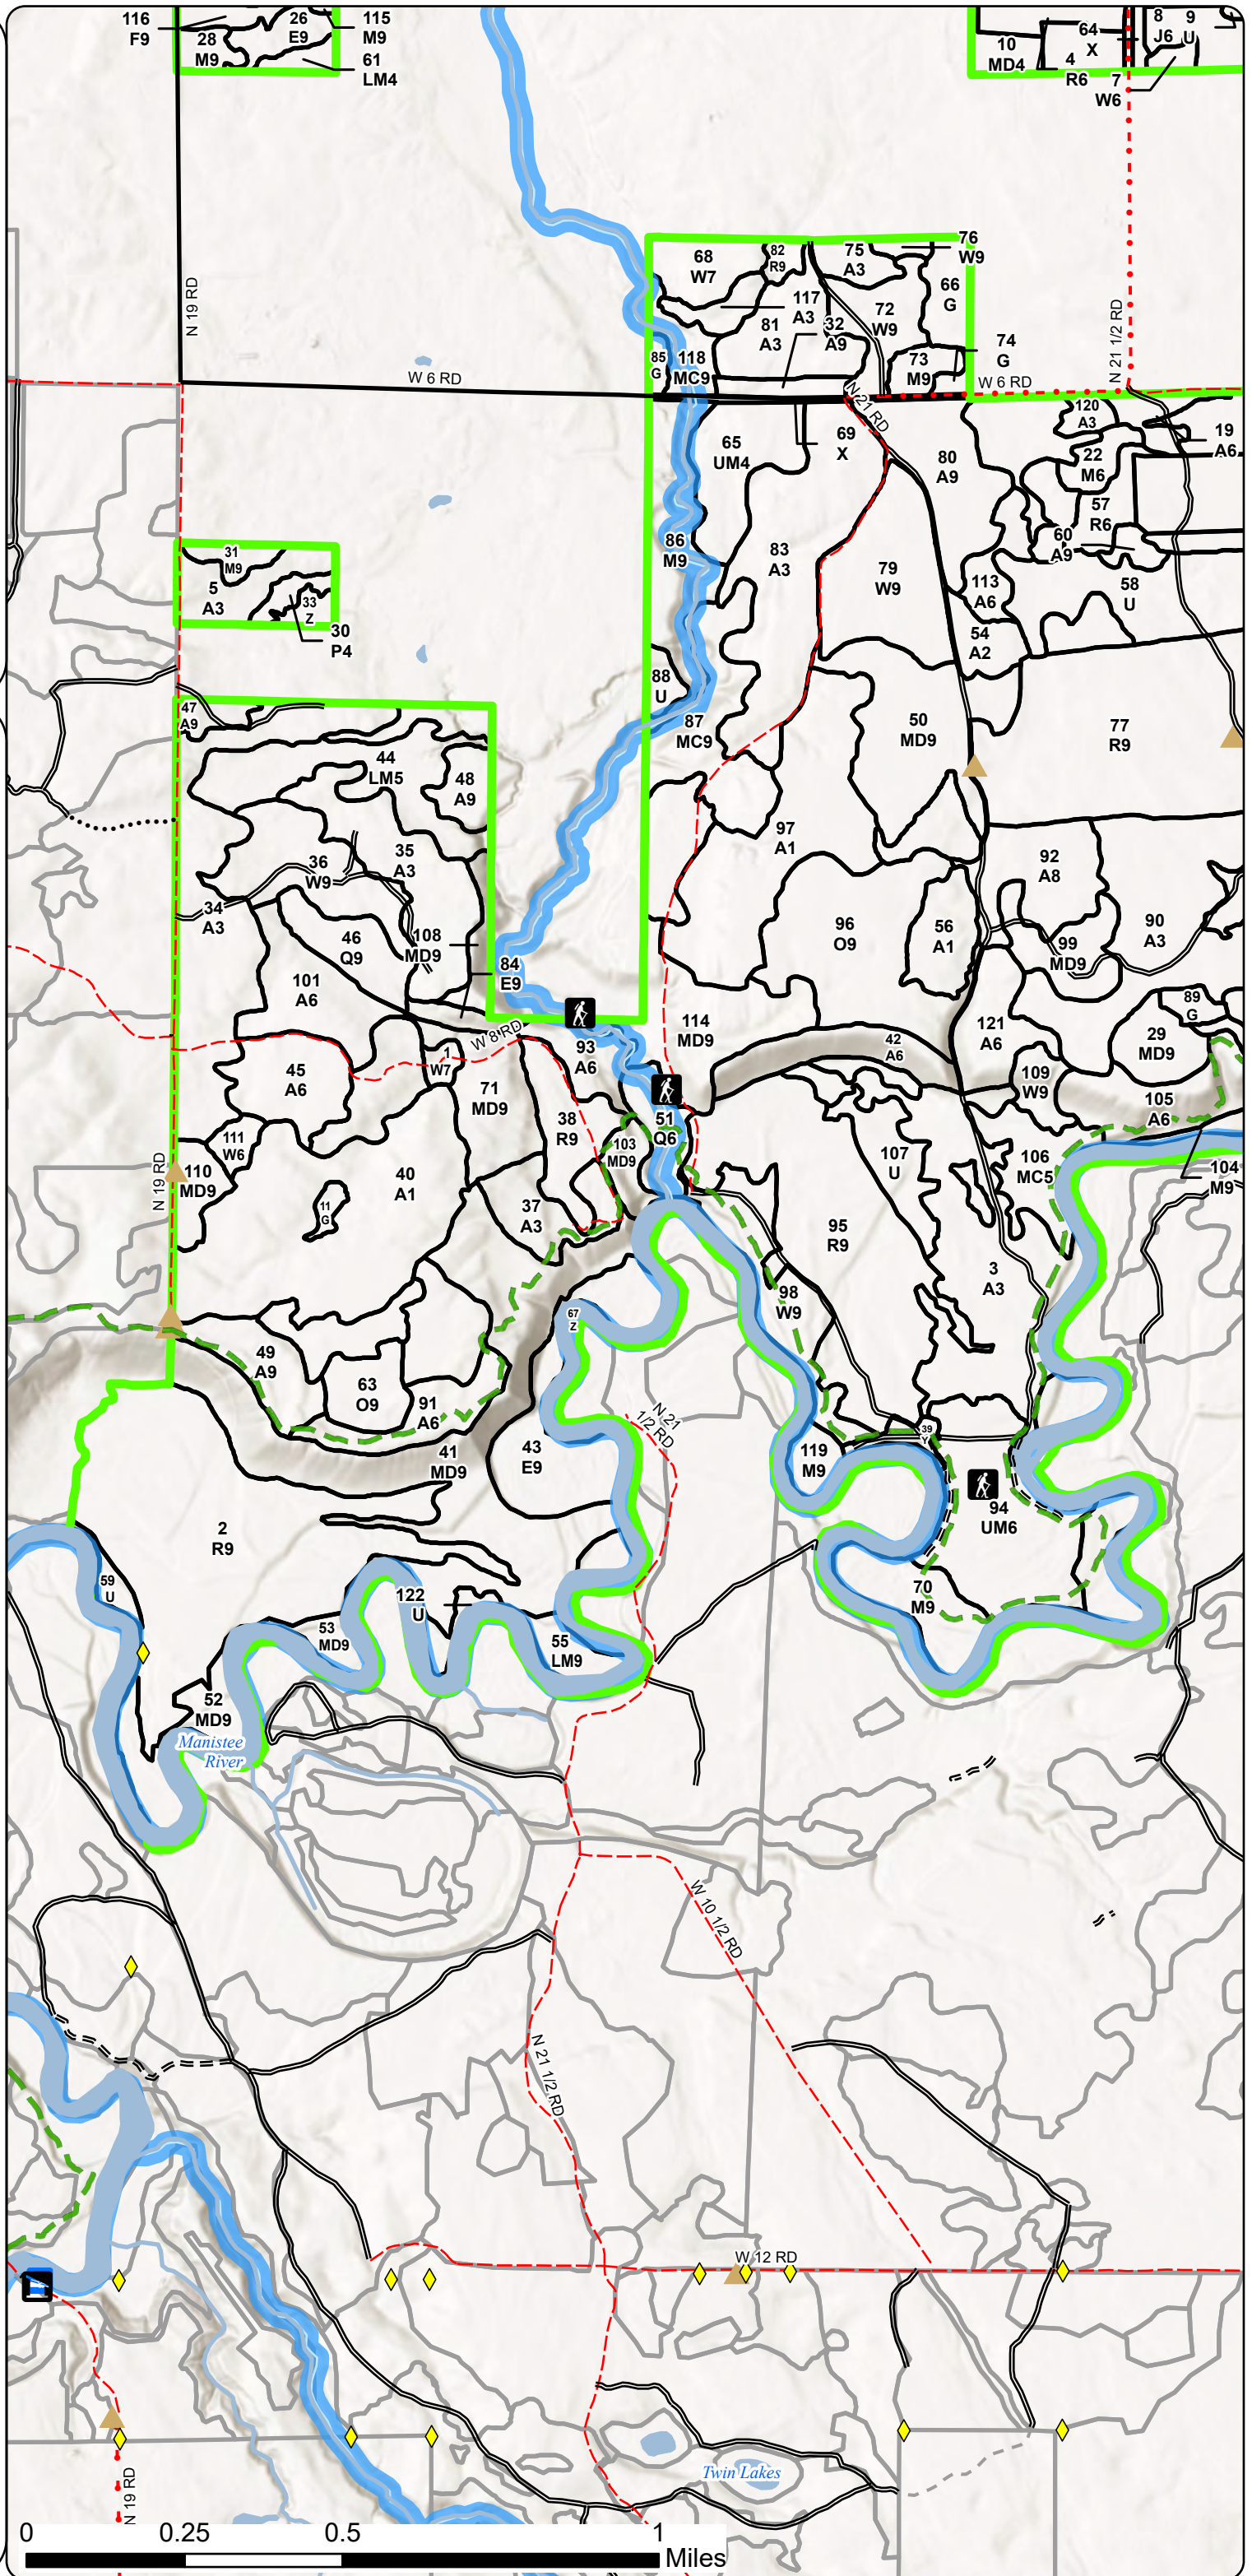 116
F9
28
M9
26
E9
115
M9
61
LM4
10
MD4
64
X
4
R6
8
J6
9
U
7
W6
N 19 RD
68
W7
82
R9
75
A3
76
W9
66
G
117
A3
81
A3
32
A9
72
W9
74
G
73
M9
85
G
118
MC9
W 6 RD
W 6 RD
N 21 1/2 RD
N 21 RD
65
UM4
69
X
80
A9
120
A3
19
A6
22
M6
57
R6
60
A9
86
M9
83
A3
79
W9
113
A6
58
U
54
A2
31
M9
5
A3
33
Z
30
P4
88
U
87
MC9
50
MD9
77
R9
47
A9
44
LM5
48
A9
97
A1
36
W9
35
A3
92
A8
34
A3
46
Q9
108
MD9
96
O9
56
A1
99
MD9
90
A3
84
E9
101
A6
89
G
W 8 RD
93
A6
114
MD9
42
A6
121
A6
29
MD9
1
W7
45
A6
71
MD9
109
W9
105
A6
38
R9
51
Q6
103
MD9
111
W6
110
MD9
40
A1
107
U
106
MC5
104
M9
N 19 RD
11
G
37
A3
95
R9
3
A3
98
W9
67
Z
49
A9
63
O9
91
A6
N 21
1/2 RD
41
MD9
43
E9
119
M9
39
Y
94
UM6
2
R9
59
U
122
U
70
M9
53
MD9
55
LM9
52
MD9
Manistee
River
W 10 1/2 RD
N 21 1/2 RD
W 12 RD
Twin Lakes
N 19 RD
0 0.25 0.5 1
Miles